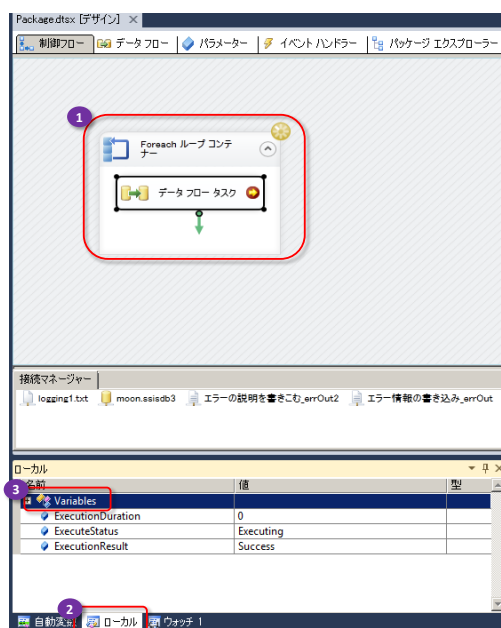 Package.dtsx [デザイン]
制御フロー データ フロー パラメーター イベント ハンドラー パッケージ エクスプローラー
1
Foreach ループ コンテ
ナー
データ フロー タスク
接続マネージャー
logging1.txt moon.ssisdb3 エラーの説明を書きこむ_errOut2 エラー情報の書き込み_errOut
ローカル
3
名前 値 型
Variables
ExecutionDuration 0
ExecuteStatus Executing
ExecutionResult Success
2
自動変 ローカル ウォッチ 1